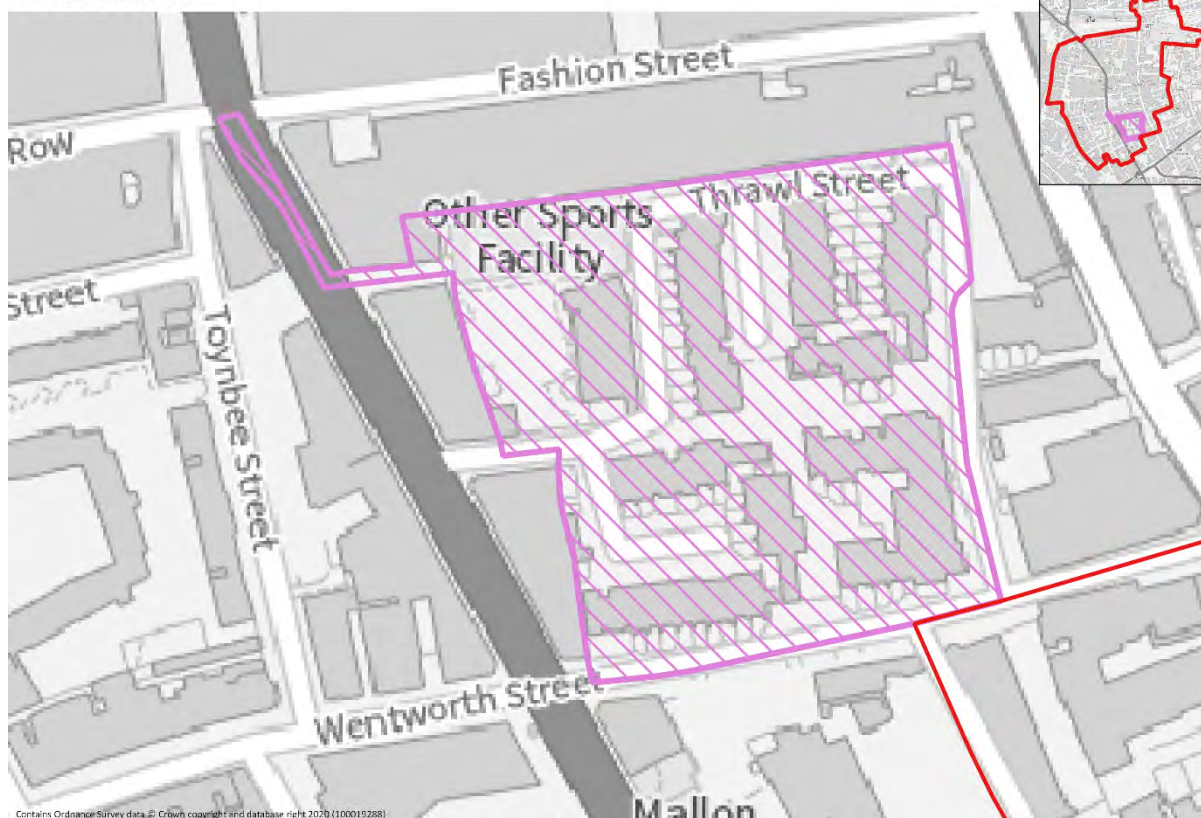 Fashion Street
Row
Thrawl Street
Other Sports
Facility
Street
Toynbee Street
Wentworth Street
Mallon
Contains Ordnance Survey data © Crown copyright and database right 2020 (100019288)